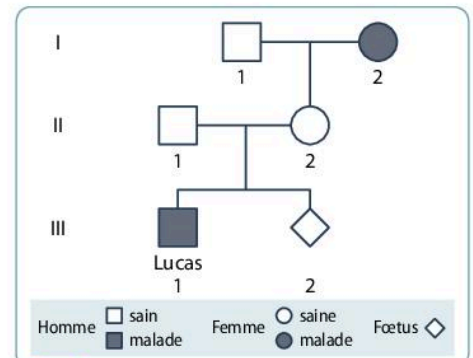 I
1 2
II
1 2
III
Lucas
1 2
Homme sain Femme saine Fœtus
malade malade